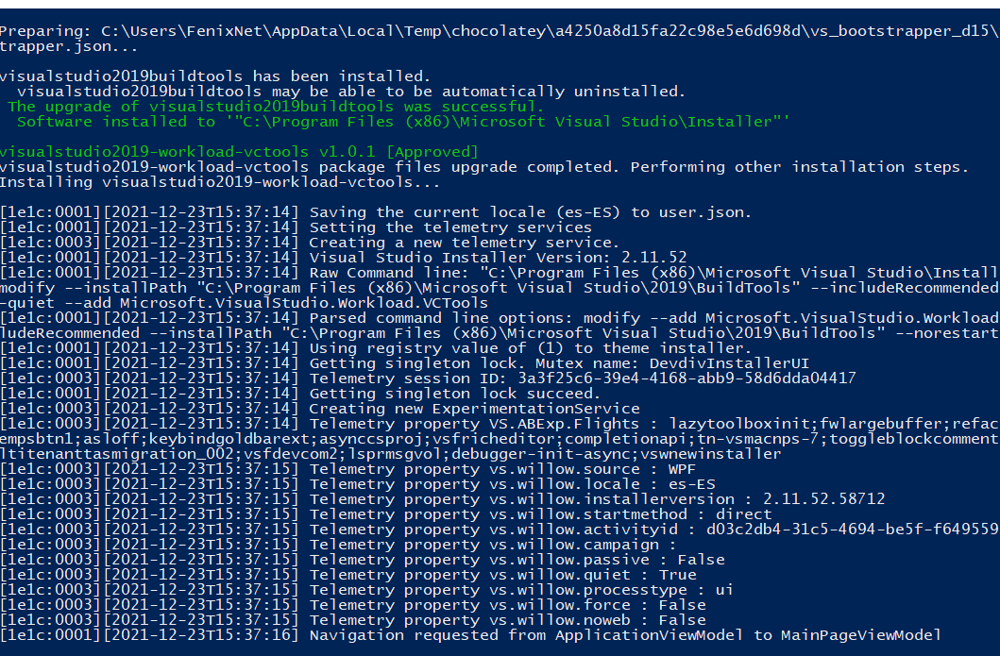 Preparing: C:\Users\FenixNet\AppData\Local\Temp\chocolatey\a4250a8d15fa22c98e5e6d698d\vs_bootstrapper_d15\
trapper.json...
visualstudio2019buildtools has been installed.
visualstudio2019buildtools may be able to be automatically uninstalled.
The upgrade of visualstudio2019buildtools was successful.
Software installed to '"C:\Program Files (x86)\Microsoft Visual Studio\Installer"'
visualstudio2019-workload-vctools v1.0.1 [Approved]
visualstudio2019-workload-vctools package files upgrade completed. Performing other installation steps.
Installing visualstudio2019-workload-vctools...
[1e1c:0001][2021-12-23T15:37:14] Saving the current locale (es-ES) to user.json.
[1e1c:0001][2021-12-23T15:37:14] Setting the telemetry services
[1e1c:0003][2021-12-23T15:37:14] Creating a new telemetry service.
[1e1c:0001][2021-12-23T15:37:14] Visual Studio Installer Version: 2.11.52
[1e1c:0001][2021-12-23T15:37:14] Raw Command line: "C:\Program Files (x86)\Microsoft Visual Studio\Install
modify --installPath "C:\Program Files (x86)\Microsoft Visual Studio\2019\BuildTools" --includeRecommended
-quiet --add Microsoft.VisualStudio.Workload.VCTools
[1e1c:0001][2021-12-23T15:37:14] Parsed command line options: modify --add Microsoft.VisualStudio.Workload
ludeRecommended --installPath "C:\Program Files (x86)\Microsoft Visual Studio\2019\BuildTools" --norestart
[1e1c:0001][2021-12-23T15:37:14] Using registry value of (1) to theme installer.
[1e1c:0001][2021-12-23T15:37:14] Getting singleton lock. Mutex name: DevdivInstallerUI
[1e1c:0003][2021-12-23T15:37:14] Telemetry session ID: 3a3f25c6-39e4-4168-abb9-58d6dda04417
[1e1c:0001][2021-12-23T15:37:14] Getting singleton lock succeed.
[1e1c:0003][2021-12-23T15:37:14] Creating new ExperimentationService
[1e1c:0003][2021-12-23T15:37:14] Telemetry property VS.ABExp.Flights : lazytoolboxinit;fwlargebuffer;refac
empsbtn1;asloff;keybindgoldbarext;asynccsproj;vsfricheditor;completionapi;tn-vsmacnps-7;toggleblockcomment
ltitenanttasmigration_002;vsfdevcom2;lsprmsgvol;debugger-init-async;vswnewinstaller
[1e1c:0003][2021-12-23T15:37:15] Telemetry property vs.willow.source : WPF
[1e1c:0003][2021-12-23T15:37:15] Telemetry property vs.willow.locale : es-ES
[1e1c:0003][2021-12-23T15:37:15] Telemetry property vs.willow.installerversion : 2.11.52.58712
[1e1c:0003][2021-12-23T15:37:15] Telemetry property vs.willow.startmethod : direct
[1e1c:0003][2021-12-23T15:37:15] Telemetry property vs.willow.activityid : d03c2db4-31c5-4694-be5f-f649559
[1e1c:0003][2021-12-23T15:37:15] Telemetry property vs.willow.campaign :
[1e1c:0003][2021-12-23T15:37:15] Telemetry property vs.willow.passive : False
[1e1c:0003][2021-12-23T15:37:15] Telemetry property vs.willow.quiet : True
[1e1c:0003][2021-12-23T15:37:15] Telemetry property vs.willow.processtype : ui
[1e1c:0003][2021-12-23T15:37:15] Telemetry property vs.willow.force : False
[1e1c:0003][2021-12-23T15:37:15] Telemetry property vs.willow.noweb : False
[1e1c:0001][2021-12-23T15:37:16] Navigation requested from ApplicationViewModel to MainPageViewModel